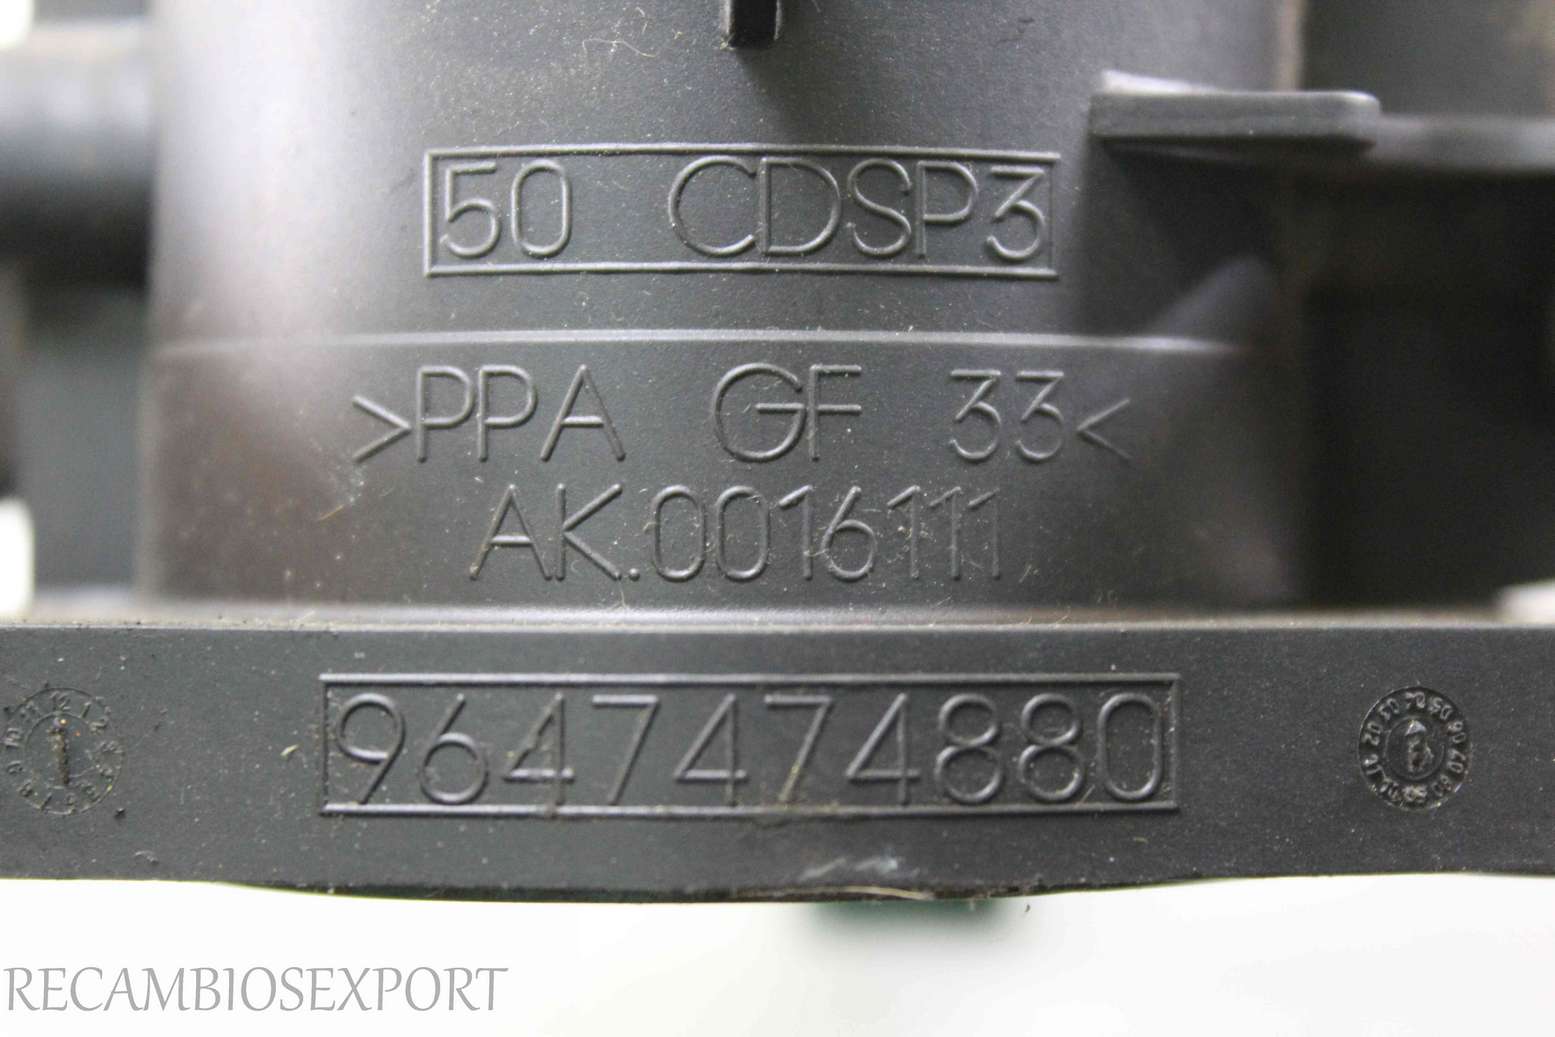 50 CDSP3
>PPA GF 33<
AK.0016111
9647474880
RECAMBIOSEXPORT